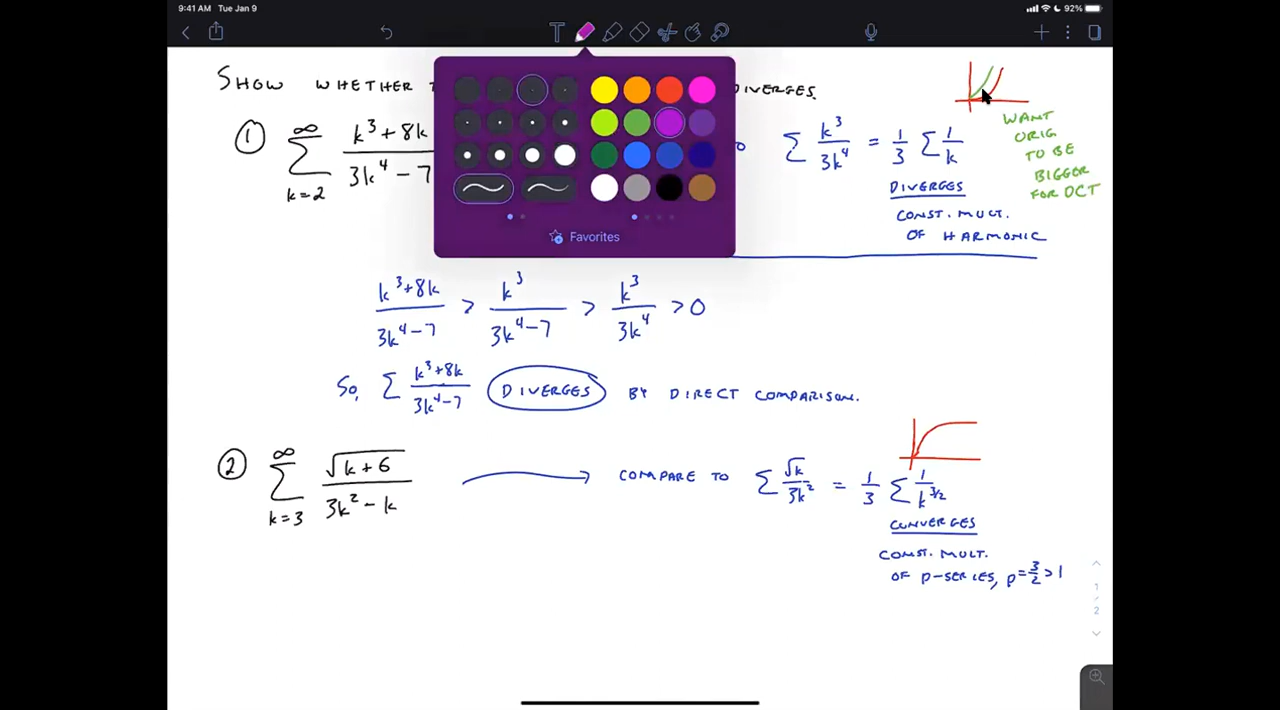 9:41 AM Tue Jan 9
92%
T
Favorites
SHOW WHETHER DIVERGES.
① ∞ Σ k=2 k³+8k / 3k⁴-7
Σ k³/3k⁴ = 1/3 Σ 1/k
DIVERGES
CONST. MULT.
OF HARMONIC
WANT
ORIG
TO BE
BIGGER
FOR DCT
k³+8k / 3k⁴-7 > k³ / 3k⁴-7 > k³ / 3k⁴ > 0
SO, Σ k³+8k / 3k⁴-7 DIVERGES BY DIRECT COMPARISON.
② ∞ Σ k=3 √k+6 / 3k²-k COMPARE TO Σ √k/3k² = 1/3 Σ 1/k^3/2
CONVERGES
CONST. MULT.
OF P-SERIES, p=3/2>1
1
2